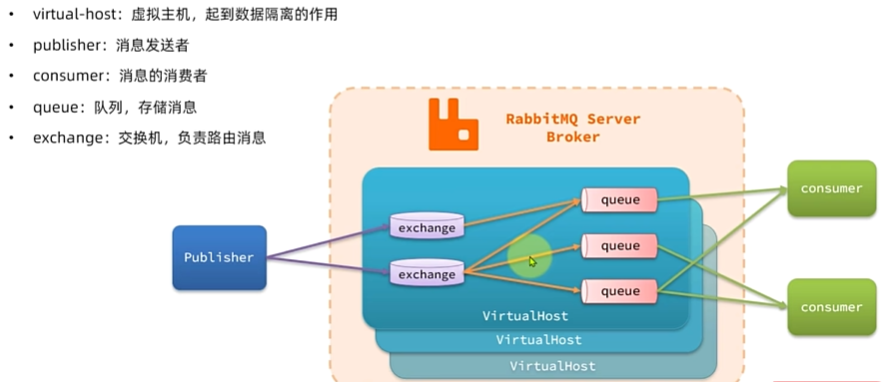 • virtual-host：虚拟主机，起到数据隔离的作用
• publisher：消息发送者
• consumer：消息的消费者
• queue：队列，存储消息
• exchange：交换机，负责路由消息
RabbitMQ Server
Broker
Publisher
exchange
exchange
queue
queue
queue
VirtualHost
VirtualHost
VirtualHost
consumer
consumer